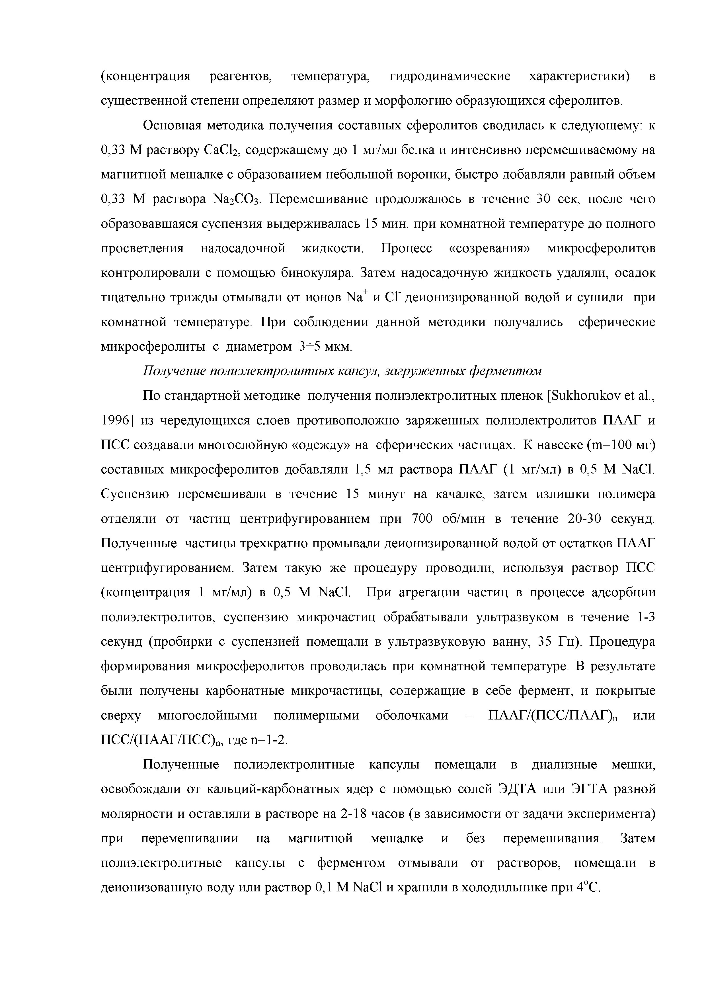 (концентрация реагентов, температура, гидродинамические характеристики) в
существенной степени определяют размер и морфологию образующихся сферолитов.
Основная методика получения составных сферолитов сводилась к следующему: к
0,33 М раствору CaCl₂, содержащему до 1 мг/мл белка и интенсивно перемешиваемому на
магнитной мешалке с образованием небольшой воронки, быстро добавляли равный объем
0,33 М раствора Na₂CO₃. Перемешивание продолжалось в течение 30 сек, после чего
образовавшаяся суспензия выдерживалась 15 мин. при комнатной температуре до полного
просветления надосадочной жидкости. Процесс «созревания» микросферолитов
контролировали с помощью бинокуляра. Затем надосадочную жидкость удаляли, осадок
тщательно трижды отмывали от ионов Na⁺ и Cl⁻ деионизированной водой и сушили при
комнатной температуре. При соблюдении данной методики получались сферические
микросферолиты с диаметром 3÷5 мкм.
Получение полиэлектролитных капсул, загруженных ферментом
По стандартной методике получения полиэлектролитных пленок [Sukhorukov et al.,
1996] из чередующихся слоев противоположно заряженных полиэлектролитов ПААГ и
ПСС создавали многослойную «одежду» на сферических частицах. К навеске (m=100 мг)
составных микросферолитов добавляли 1,5 мл раствора ПААГ (1 мг/мл) в 0,5 М NaCl.
Суспензию перемешивали в течение 15 минут на качалке, затем излишки полимера
отделяли от частиц центрифугированием при 700 об/мин в течение 20-30 секунд.
Полученные частицы трехкратно промывали деионизированной водой от остатков ПААГ
центрифугированием. Затем такую же процедуру проводили, используя раствор ПСС
(концентрация 1 мг/мл) в 0,5 М NaCl. При агрегации частиц в процессе адсорбции
полиэлектролитов, суспензию микрочастиц обрабатывали ультразвуком в течение 1-3
секунд (пробирки с суспензией помещали в ультразвуковую ванну, 35 Гц). Процедура
формирования микросферолитов проводилась при комнатной температуре. В результате
были получены карбонатные микрочастицы, содержащие в себе фермент, и покрытые
сверху многослойными полимерными оболочками – ПААГ/(ПСС/ПААГ)ₙ или
ПСС/(ПААГ/ПСС)ₙ, где n=1-2.
Полученные полиэлектролитные капсулы помещали в диализные мешки,
освобождали от кальций-карбонатных ядер с помощью солей ЭДТА или ЭГТА разной
молярности и оставляли в растворе на 2-18 часов (в зависимости от задачи эксперимента)
при перемешивании на магнитной мешалке и без перемешивания. Затем
полиэлектролитные капсулы с ферментом отмывали от растворов, помещали в
деионизованную воду или раствор 0,1 М NaCl и хранили в холодильнике при 4ºС.